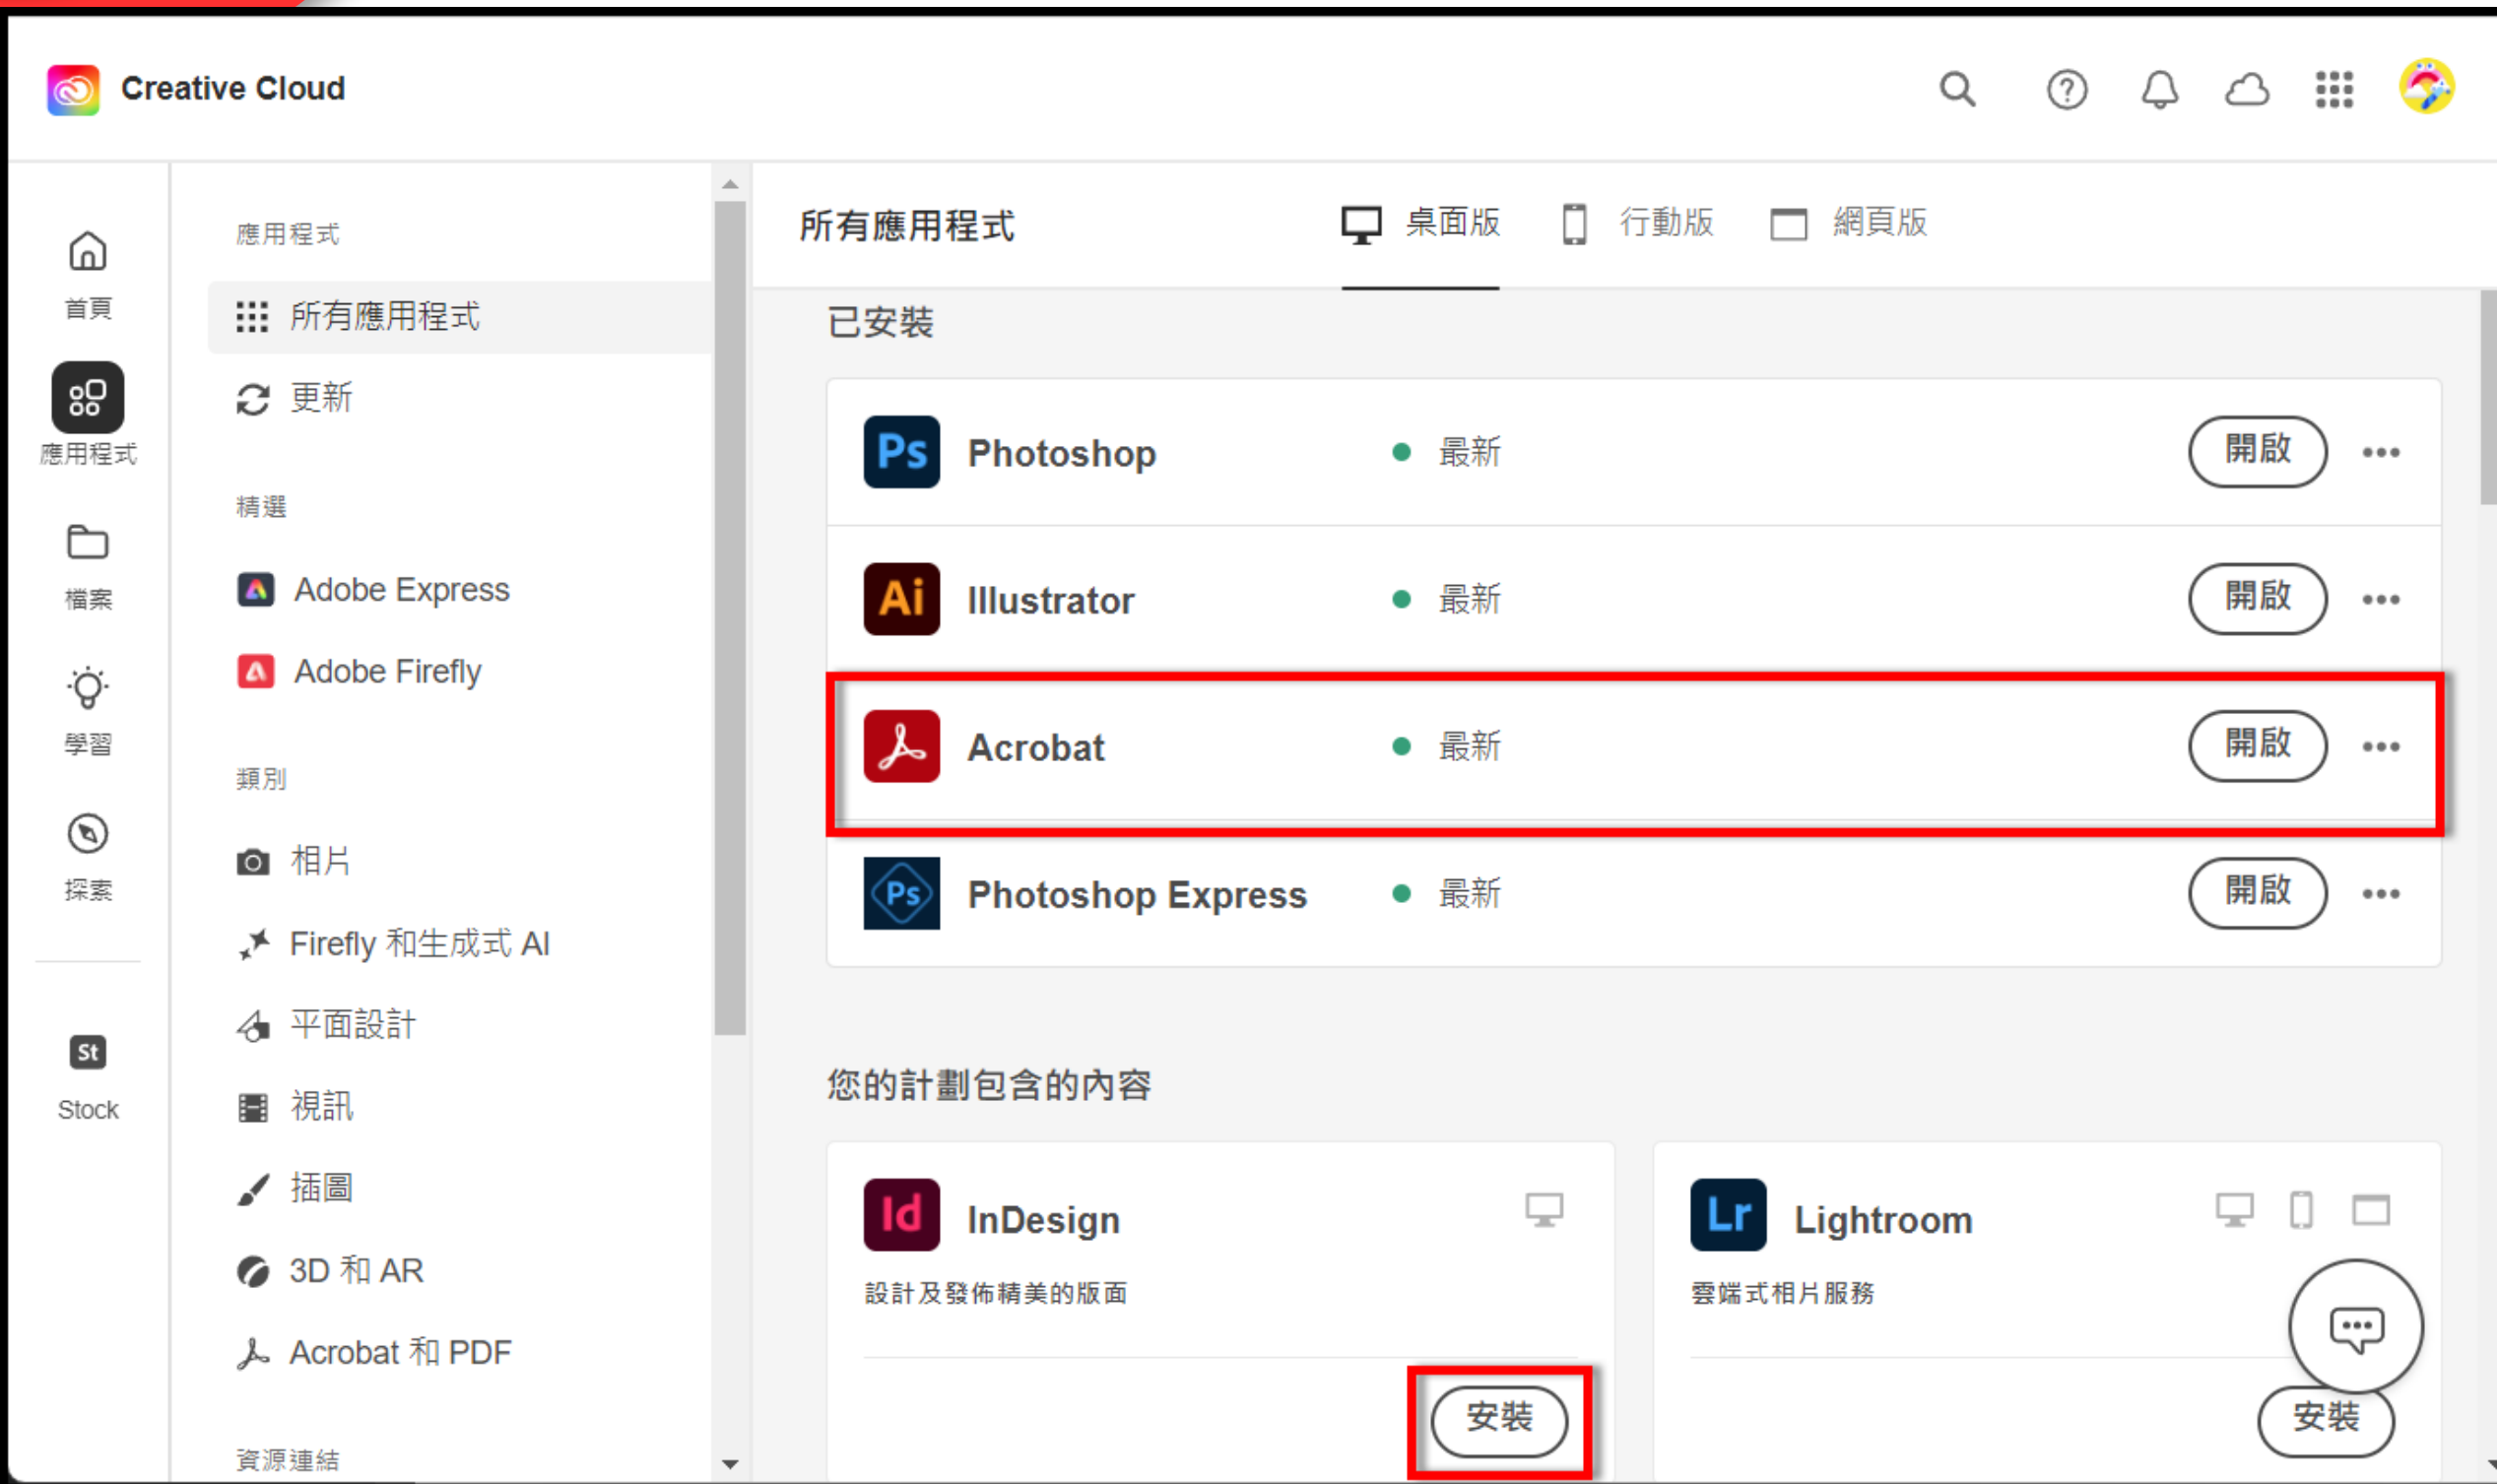 Creative Cloud
首頁
應用程式
檔案
學習
探索
St
Stock
應用程式
所有應用程式
更新
精選
Adobe Express
Adobe Firefly
類別
相片
Firefly 和生成式 AI
平面設計
視訊
插圖
3D 和 AR
Acrobat 和 PDF
資源連結
所有應用程式
桌面版
行動版
網頁版
已安裝
Ps Photoshop 最新 開啟
Ai Illustrator 最新 開啟
Acrobat 最新 開啟
Ps Photoshop Express 最新 開啟
您的計劃包含的內容
Id InDesign
設計及發佈精美的版面
安裝
Lr Lightroom
雲端式相片服務
安裝